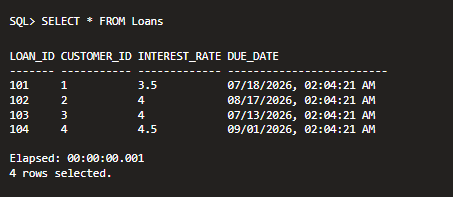 SQL> SELECT * FROM Loans
LOAN_ID CUSTOMER_ID INTEREST_RATE DUE_DATE
------- ----------- ------------- -------------------------
101     1           3.5           07/18/2026, 02:04:21 AM
102     2           4             08/17/2026, 02:04:21 AM
103     3           4             07/13/2026, 02:04:21 AM
104     4           4.5           09/01/2026, 02:04:21 AM
Elapsed: 00:00:00.001
4 rows selected.